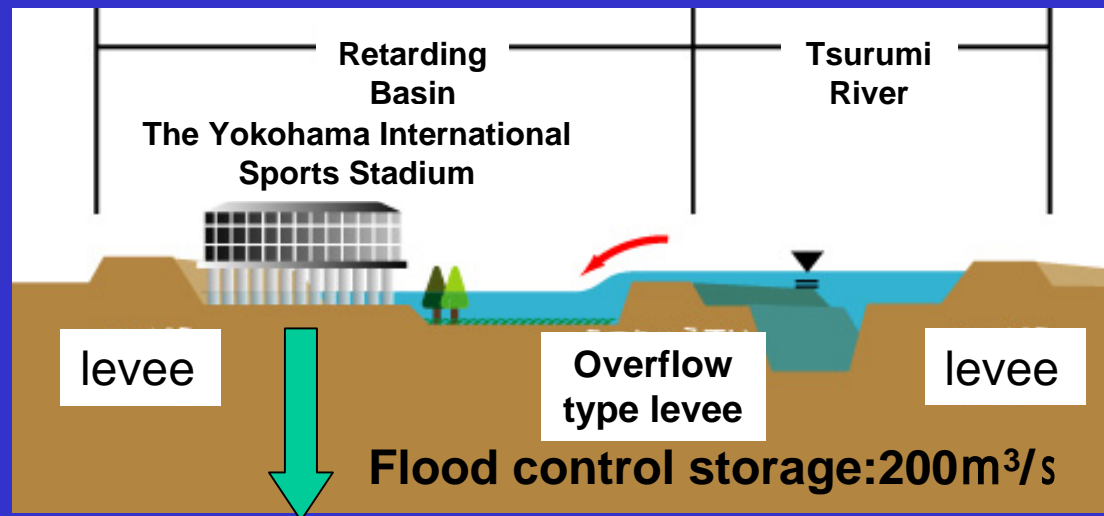 Retarding
Basin
The Yokohama International
Sports Stadium
Tsurumi
River
levee
Overflow
type levee
levee
Flood control storage:200m³/s